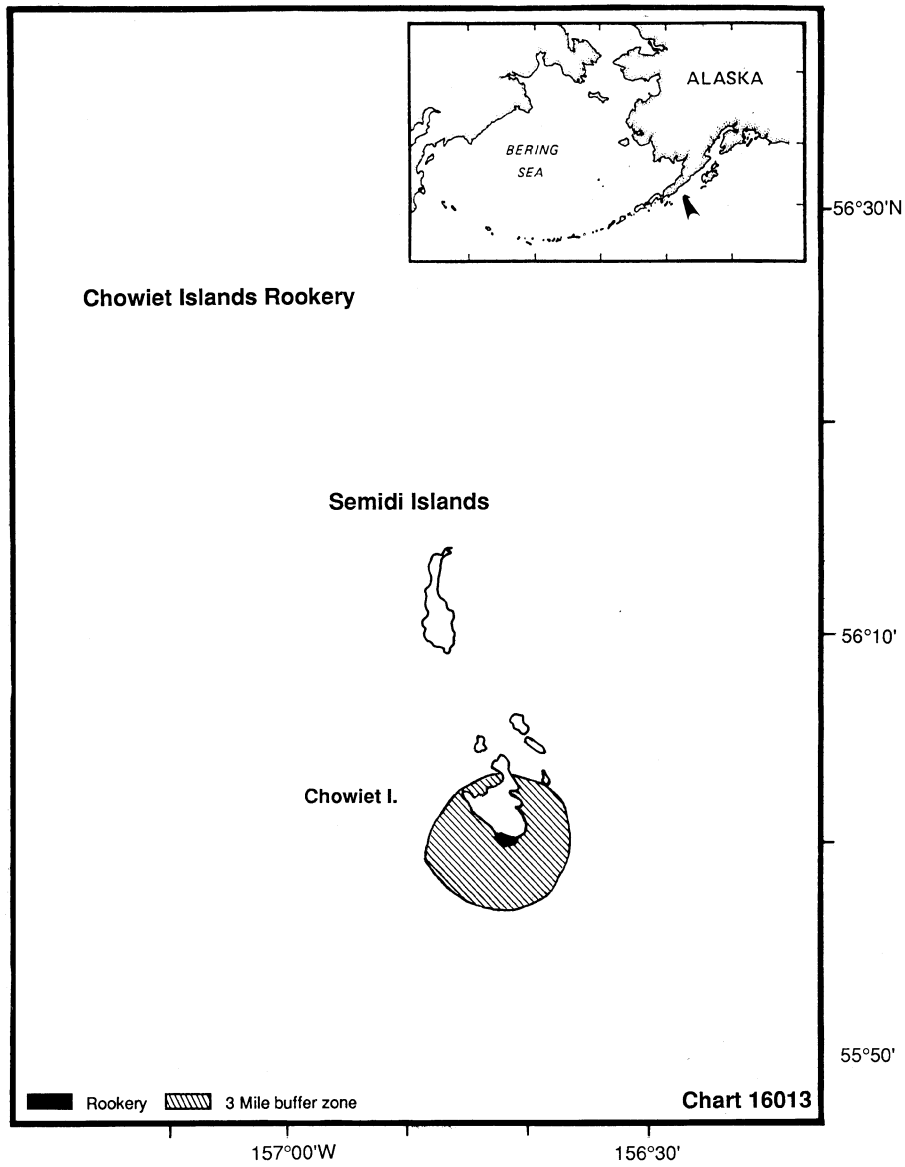 ALASKA
BERING
SEA
56°30'N
Chowiet Islands Rookery
Semidi Islands
56°10'
Chowiet I.
55°50'
Rookery
3 Mile buffer zone
Chart 16013
157°00'W
156°30'